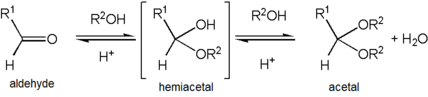 R¹ R²OH R¹ OH R²OH R¹ OR²
O OR² OR² + H₂O
H H⁺ H H⁺ H
aldehyde hemiacetal acetal